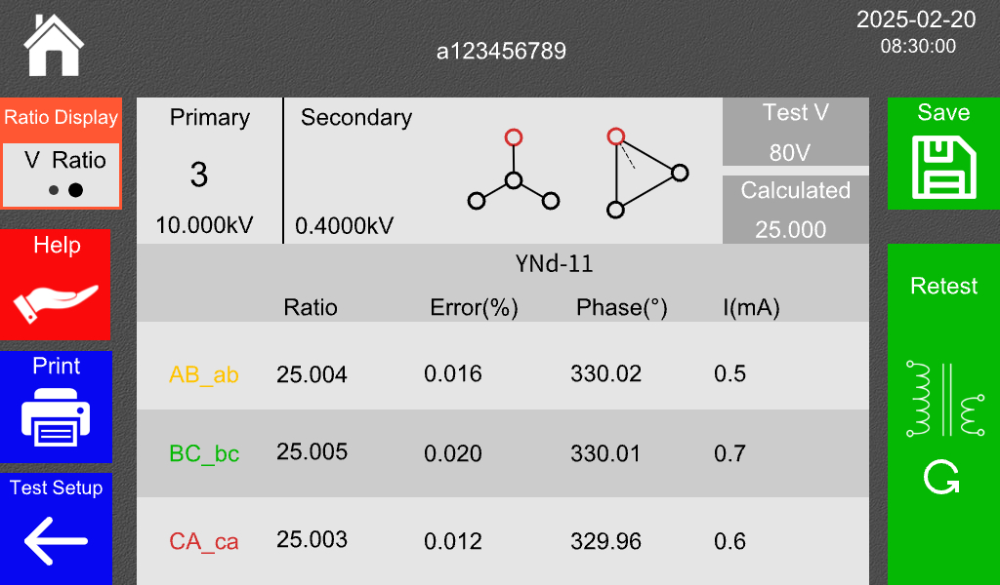 a123456789
2025-02-20
08:30:00
Ratio Display
V Ratio
Help
Print
Test Setup
Primary
3
10.000kV
Secondary
0.4000kV
Test V
80V
Calculated
25.000
YNd-11
Ratio Error(%) Phase(°) I(mA)
AB_ab 25.004 0.016 330.02 0.5
BC_bc 25.005 0.020 330.01 0.7
CA_ca 25.003 0.012 329.96 0.6
Save
Retest